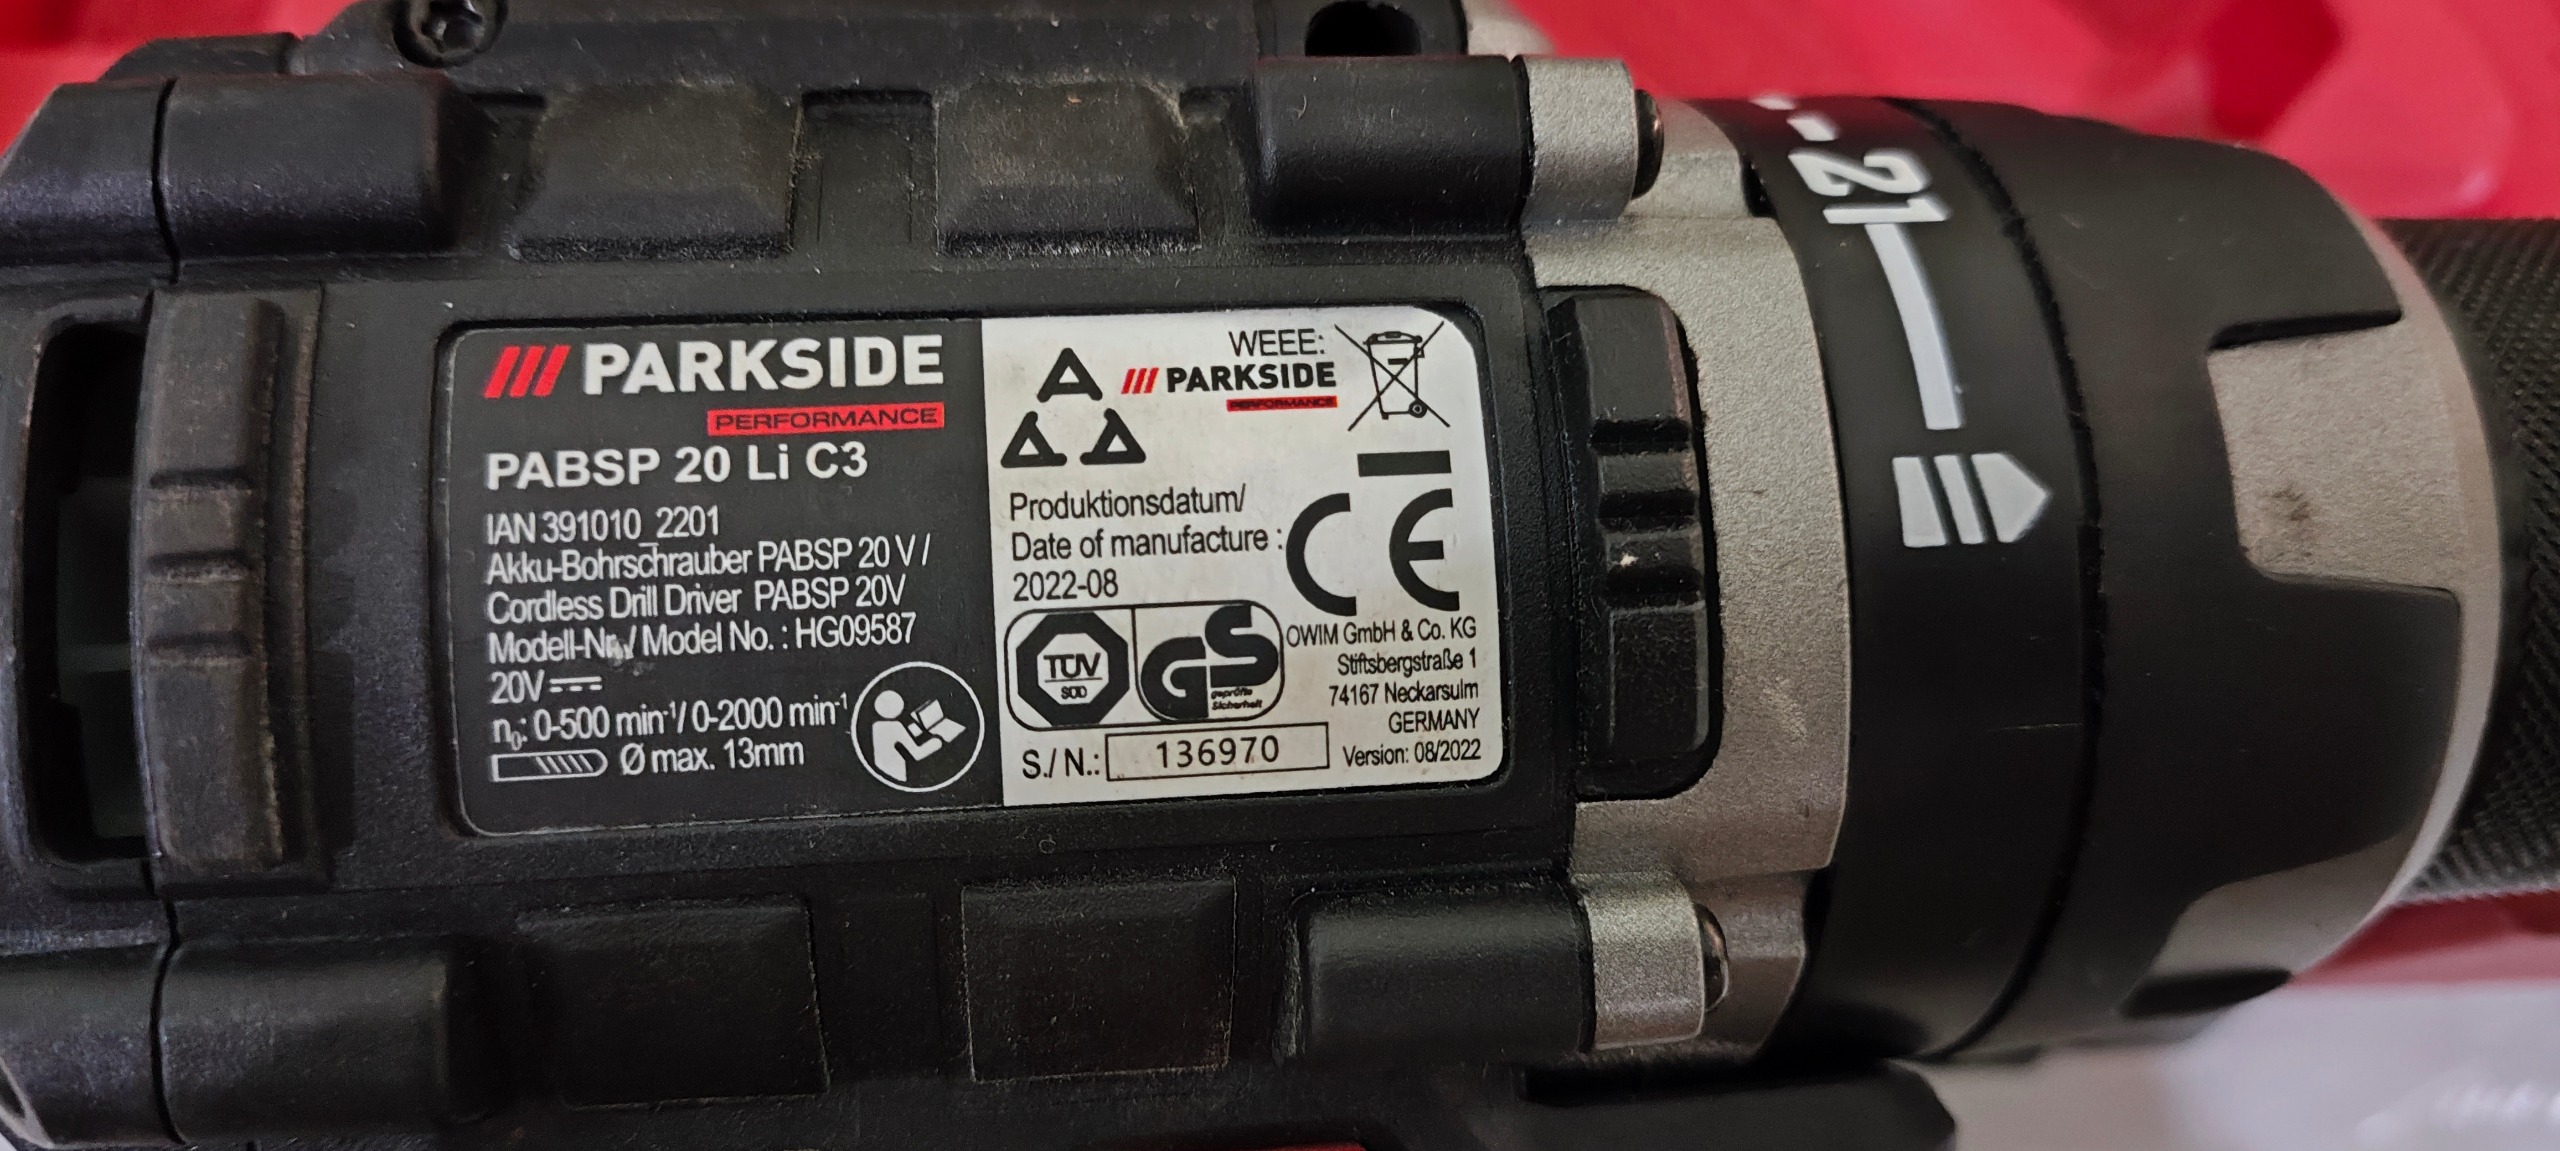 PARKSIDE
PERFORMANCE
PABSP 20 Li C3
IAN 391010_2201
Akku-Bohrschrauber PABSP 20 V /
Cordless Drill Driver PABSP 20V
Modell-Nr. / Model No. : HG09587
20V
n₀: 0-500 min⁻¹/ 0-2000 min⁻¹
Ø max. 13mm
WEEE:
PARKSIDE
PERFORMANCE
Produktionsdatum/
Date of manufacture :
2022-08
CE
TÜV
SÜD
GS
geprüfte
Sicherheit
OWIM GmbH & Co. KG
Stiftsbergstraße 1
74167 Neckarsulm
GERMANY
Version: 08/2022
S./ N.: 136970
21